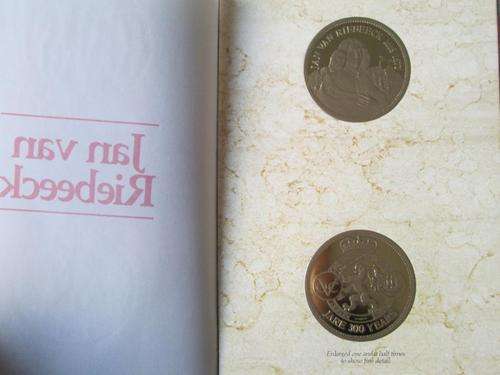 Jan van
Riebeeck
JAN VAN RIEBEECK
JARE 300 YEARS
Enlarged one and a half times
to show fine detail.